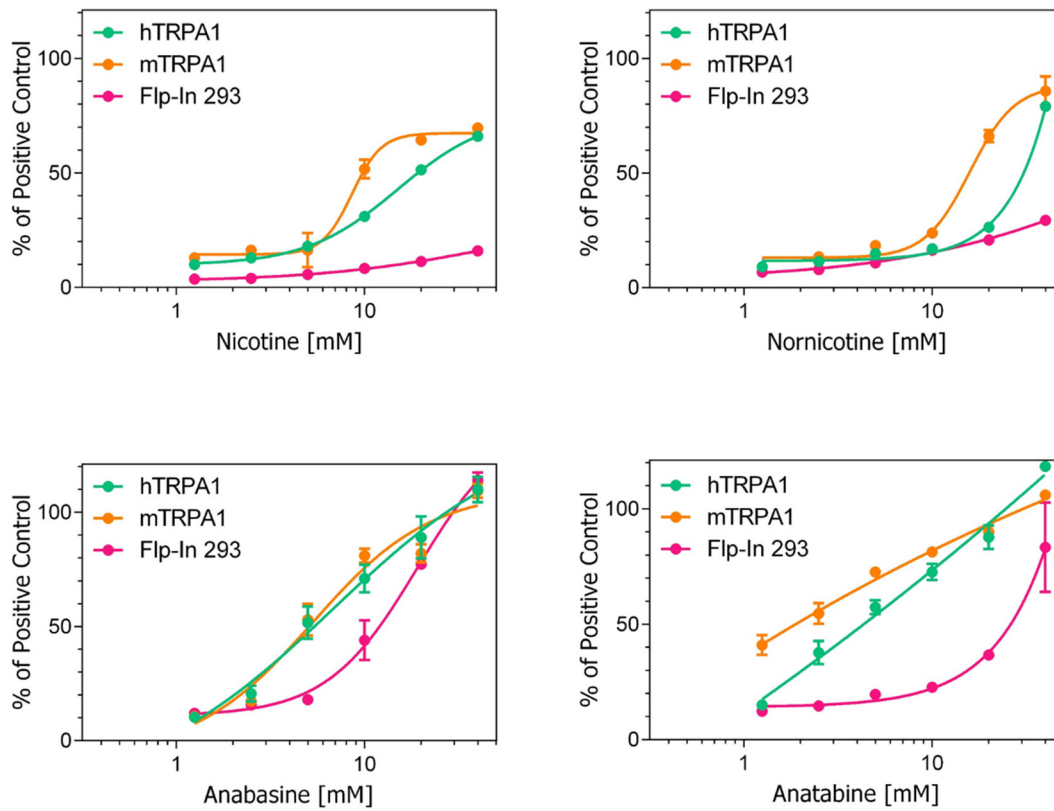 hTRPA1
mTRPA1
Flp-In 293
% of Positive Control
100
50
0
1
10
Nicotine [mM]
hTRPA1
mTRPA1
Flp-In 293
% of Positive Control
100
50
0
1
10
Nornicotine [mM]
hTRPA1
mTRPA1
Flp-In 293
% of Positive Control
100
50
0
1
10
Anabasine [mM]
hTRPA1
mTRPA1
Flp-In 293
% of Positive Control
100
50
0
1
10
Anatabine [mM]